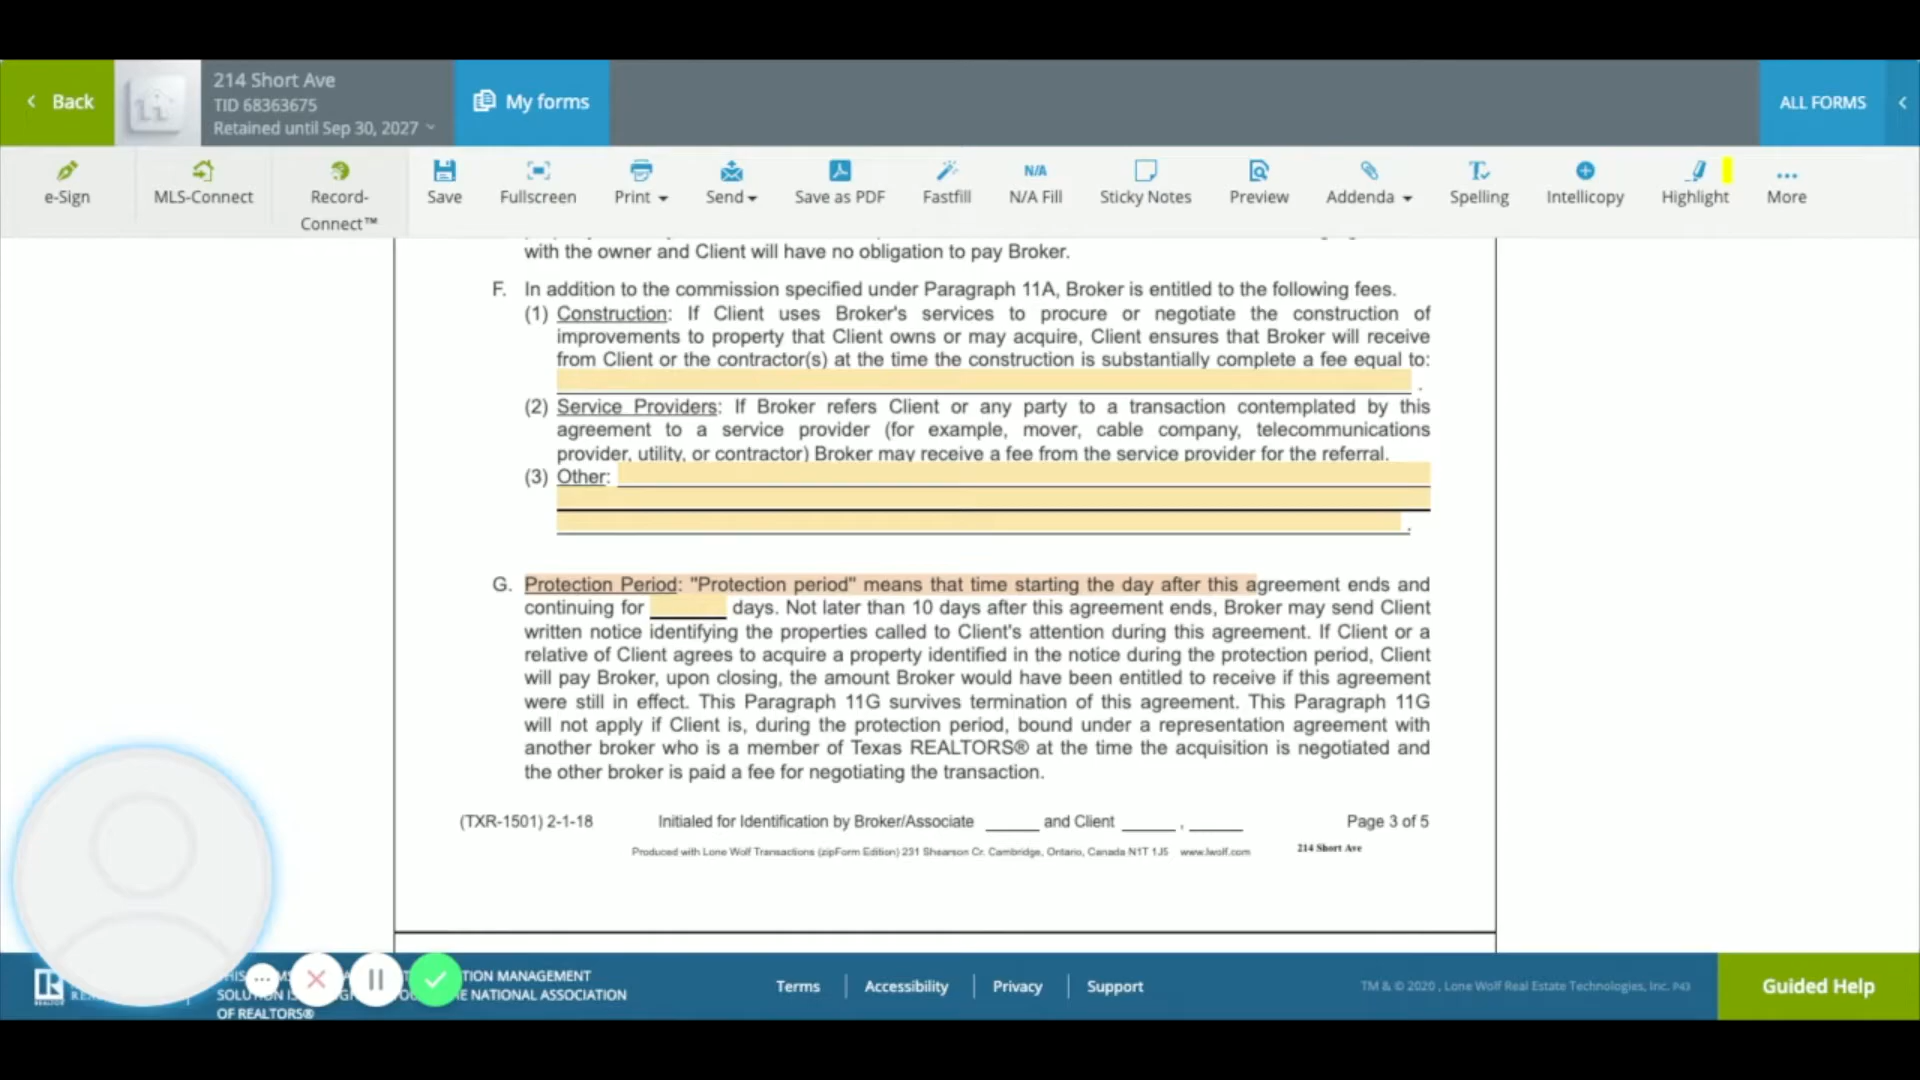 Back
214 Short Ave
TID 68363675
Retained until Sep 30, 2027
My forms
ALL FORMS
e-Sign
MLS-Connect
Record-
Connect™
Save
Fullscreen
Print
Send
Save as PDF
Fastfill
N/A
N/A Fill
Sticky Notes
Preview
Addenda
Spelling
Intellicopy
Highlight
More
with the owner and Client will have no obligation to pay Broker.
F. In addition to the commission specified under Paragraph 11A, Broker is entitled to the following fees.
(1) Construction: If Client uses Broker's services to procure or negotiate the construction of
improvements to property that Client owns or may acquire, Client ensures that Broker will receive
from Client or the contractor(s) at the time the construction is substantially complete a fee equal to:
.
(2) Service Providers: If Broker refers Client or any party to a transaction contemplated by this
agreement to a service provider (for example, mover, cable company, telecommunications
provider, utility, or contractor) Broker may receive a fee from the service provider for the referral.
(3) Other:
.
G. Protection Period: "Protection period" means that time starting the day after this agreement ends and
continuing for ______ days. Not later than 10 days after this agreement ends, Broker may send Client
written notice identifying the properties called to Client's attention during this agreement. If Client or a
relative of Client agrees to acquire a property identified in the notice during the protection period, Client
will pay Broker, upon closing, the amount Broker would have been entitled to receive if this agreement
were still in effect. This Paragraph 11G survives termination of this agreement. This Paragraph 11G
will not apply if Client is, during the protection period, bound under a representation agreement with
another broker who is a member of Texas REALTORS® at the time the acquisition is negotiated and
the other broker is paid a fee for negotiating the transaction.
(TXR-1501) 2-1-18 Initialed for Identification by Broker/Associate _____ and Client _____ , _____ Page 3 of 5
Produced with Lone Wolf Transactions (zipForm Edition) 231 Shearson Cr. Cambridge, Ontario, Canada N1T 1J5 www.lwolf.com 214 Short Ave
TION MANAGEMENT
SOLUTION IS
E NATIONAL ASSOCIATION
OF REALTORS®
Terms
Accessibility
Privacy
Support
TM & © 2020, Lone Wolf Real Estate Technologies, Inc. P43
Guided Help